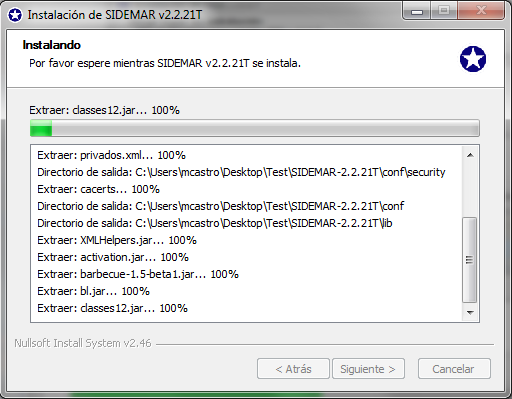 Instalación de SIDEMAR v2.2.21T
Instalando
Por favor espere mientras SIDEMAR v2.2.21T se instala.
Extraer: classes12.jar... 100%
Extraer: privados.xml... 100%
Directorio de salida: C:\Users\mcastro\Desktop\Test\SIDEMAR-2.2.21T\conf\security
Extraer: cacerts... 100%
Directorio de salida: C:\Users\mcastro\Desktop\Test\SIDEMAR-2.2.21T\conf
Directorio de salida: C:\Users\mcastro\Desktop\Test\SIDEMAR-2.2.21T\lib
Extraer: XMLHelpers.jar... 100%
Extraer: activation.jar... 100%
Extraer: barbecue-1.5-beta1.jar... 100%
Extraer: bl.jar... 100%
Extraer: classes12.jar... 100%
Nullsoft Install System v2.46
< Atrás
Siguiente >
Cancelar